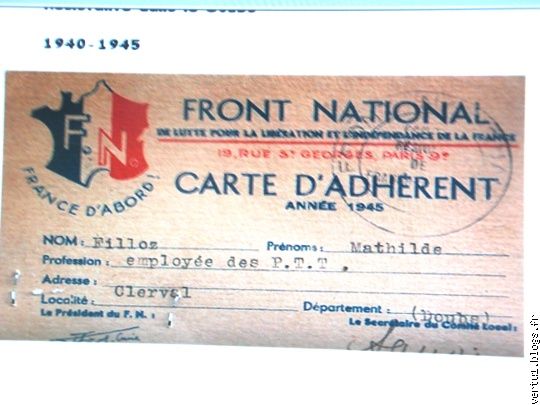 1940-1945
FRONT NATIONAL
DE LUTTE POUR LA LIBÉRATION ET L'INDÉPENDANCE DE LA FRANCE
19, RUE ST GEORGES, PARIS 9e
F. N.
FRANCE D'ABORD!
CARTE D'ADHÉRENT
ANNÉE 1945
NOM: Filloz Prénoms: Mathilde
Profession: employée des P.T.T.
Adresse:
Localité: Clerval Département: (Doubs)
Le Président du F. N.: Le Secrétaire du Comité Local:
vertu1.blogs.fr